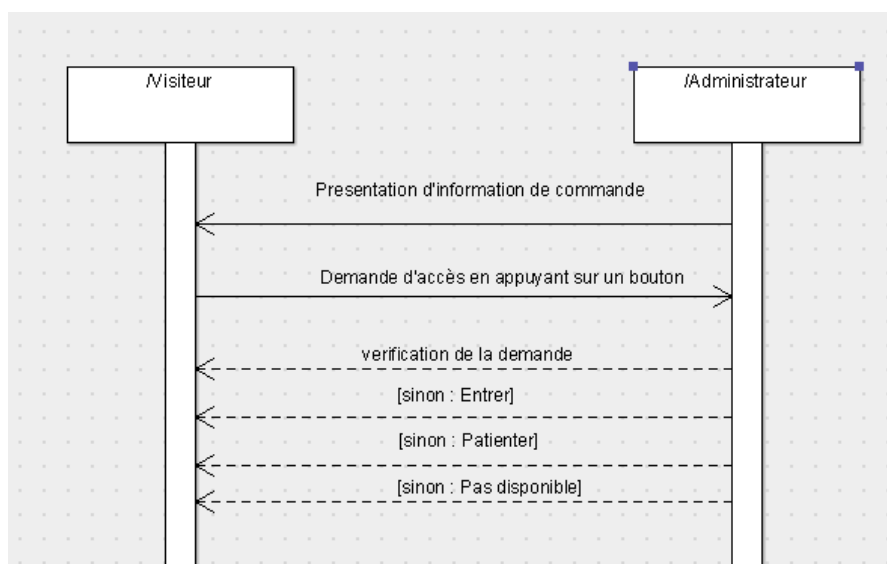 /Visiteur
/Administrateur
Presentation d'information de commande
Demande d'accès en appuyant sur un bouton
verification de la demande
[sinon : Entrer]
[sinon : Patienter]
[sinon : Pas disponible]